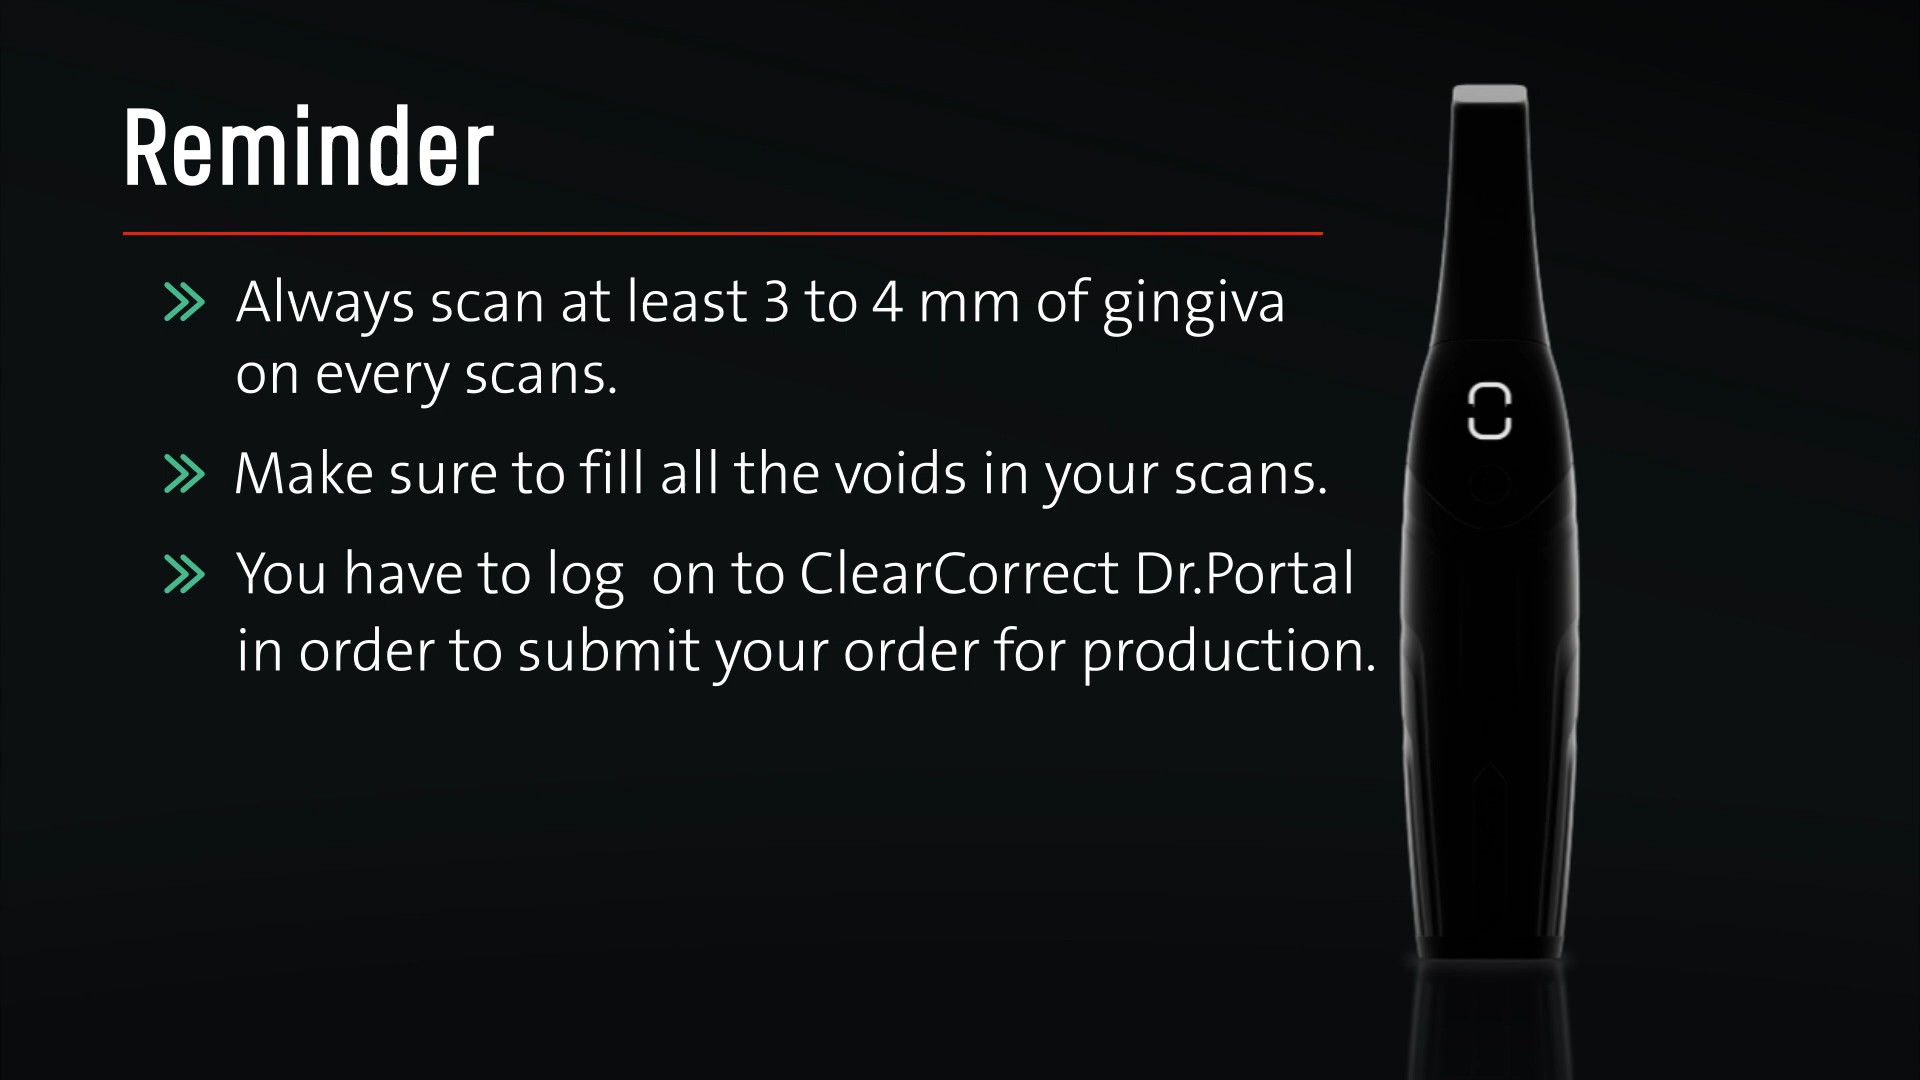 Reminder
Always scan at least 3 to 4 mm of gingiva
on every scans.
Make sure to fill all the voids in your scans.
You have to log  on to ClearCorrect Dr.Portal
in order to submit your order for production.